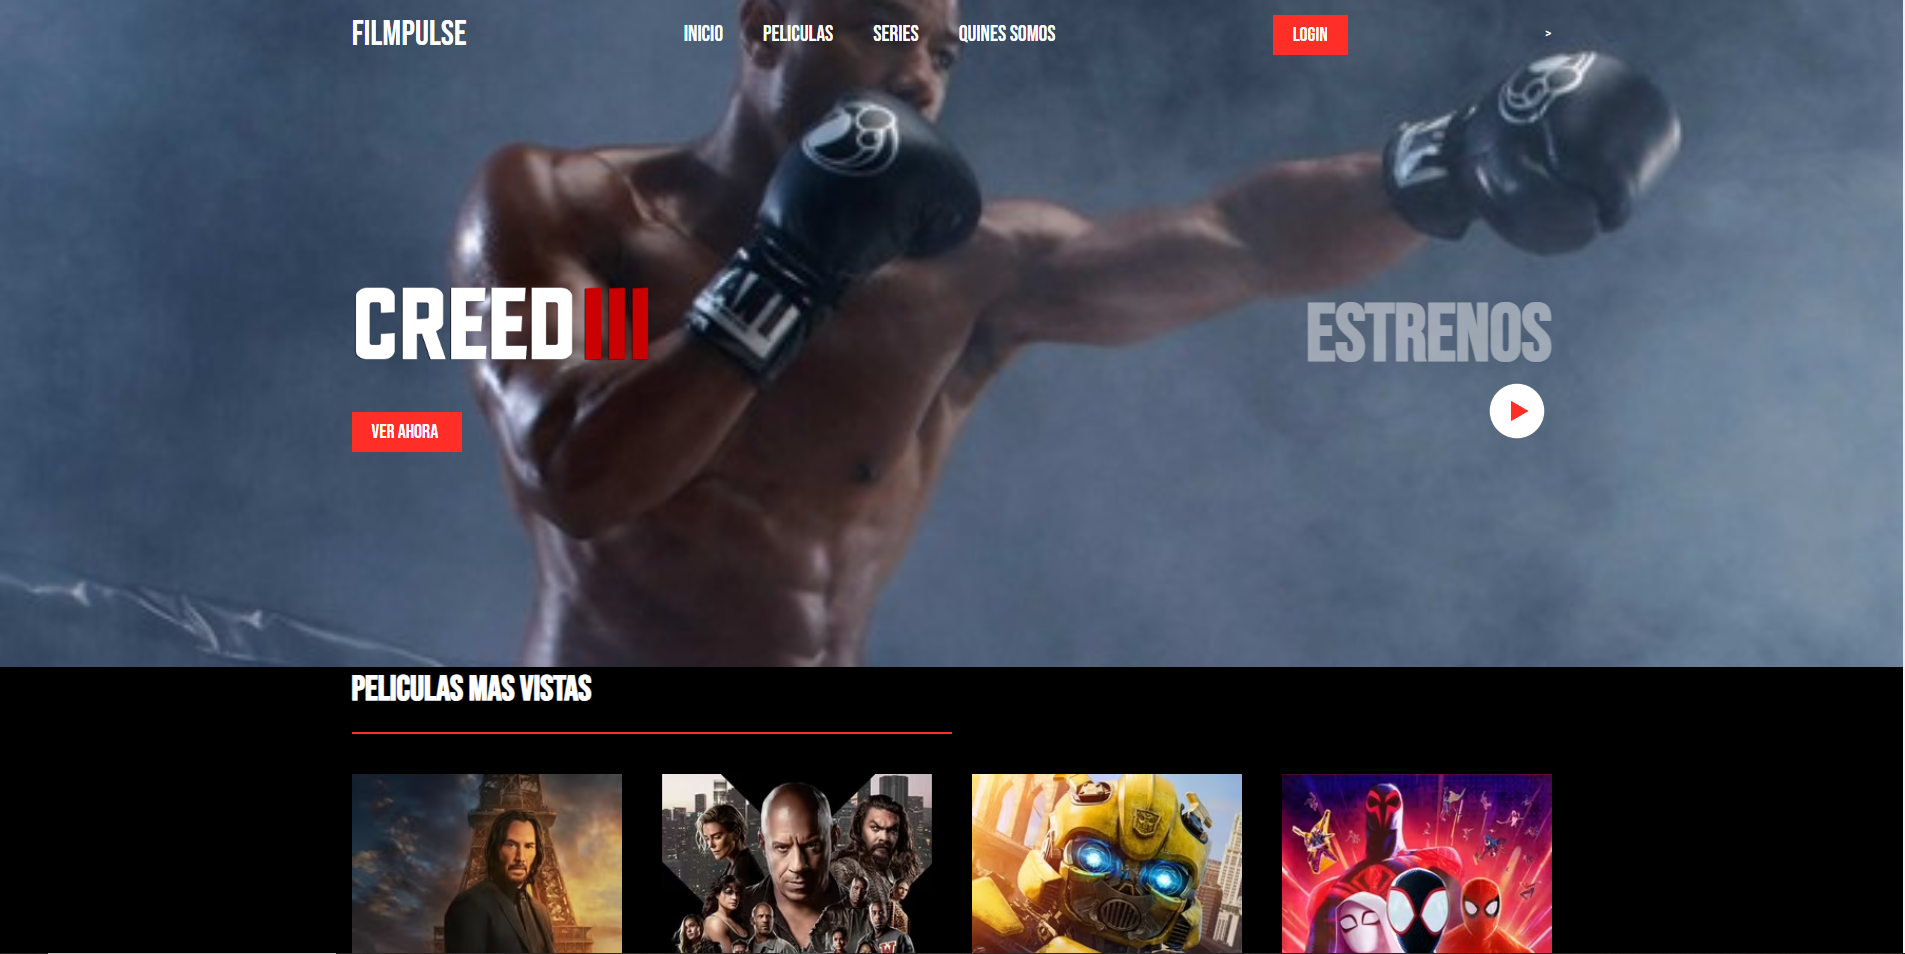 FILMPULSE
INICIO PELICULAS SERIES QUINES SOMOS
LOGIN
>
CREED III
ESTRENOS
VER AHORA
PELICULAS MAS VISTAS